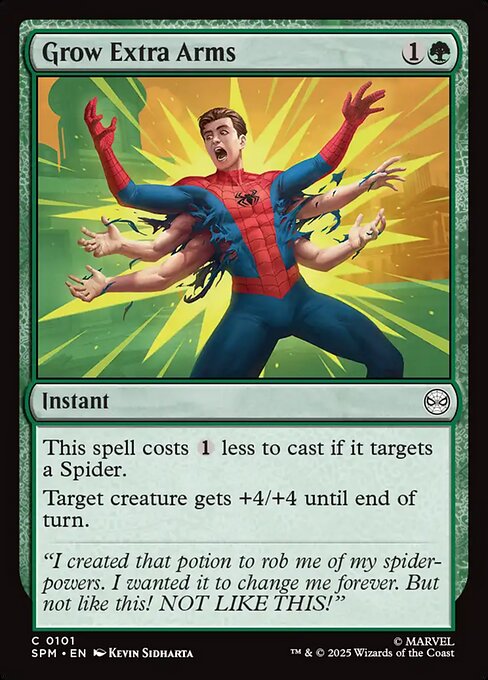 Grow Extra Arms 1
Instant
This spell costs 1 less to cast if it targets
a Spider.
Target creature gets +4/+4 until end of
turn.
“I created that potion to rob me of my spider-
powers. I wanted it to change me forever. But
not like this! NOT LIKE THIS!”
C 0101
SPM • EN Kevin Sidharta
© MARVEL
™ & © 2025 Wizards of the Coast